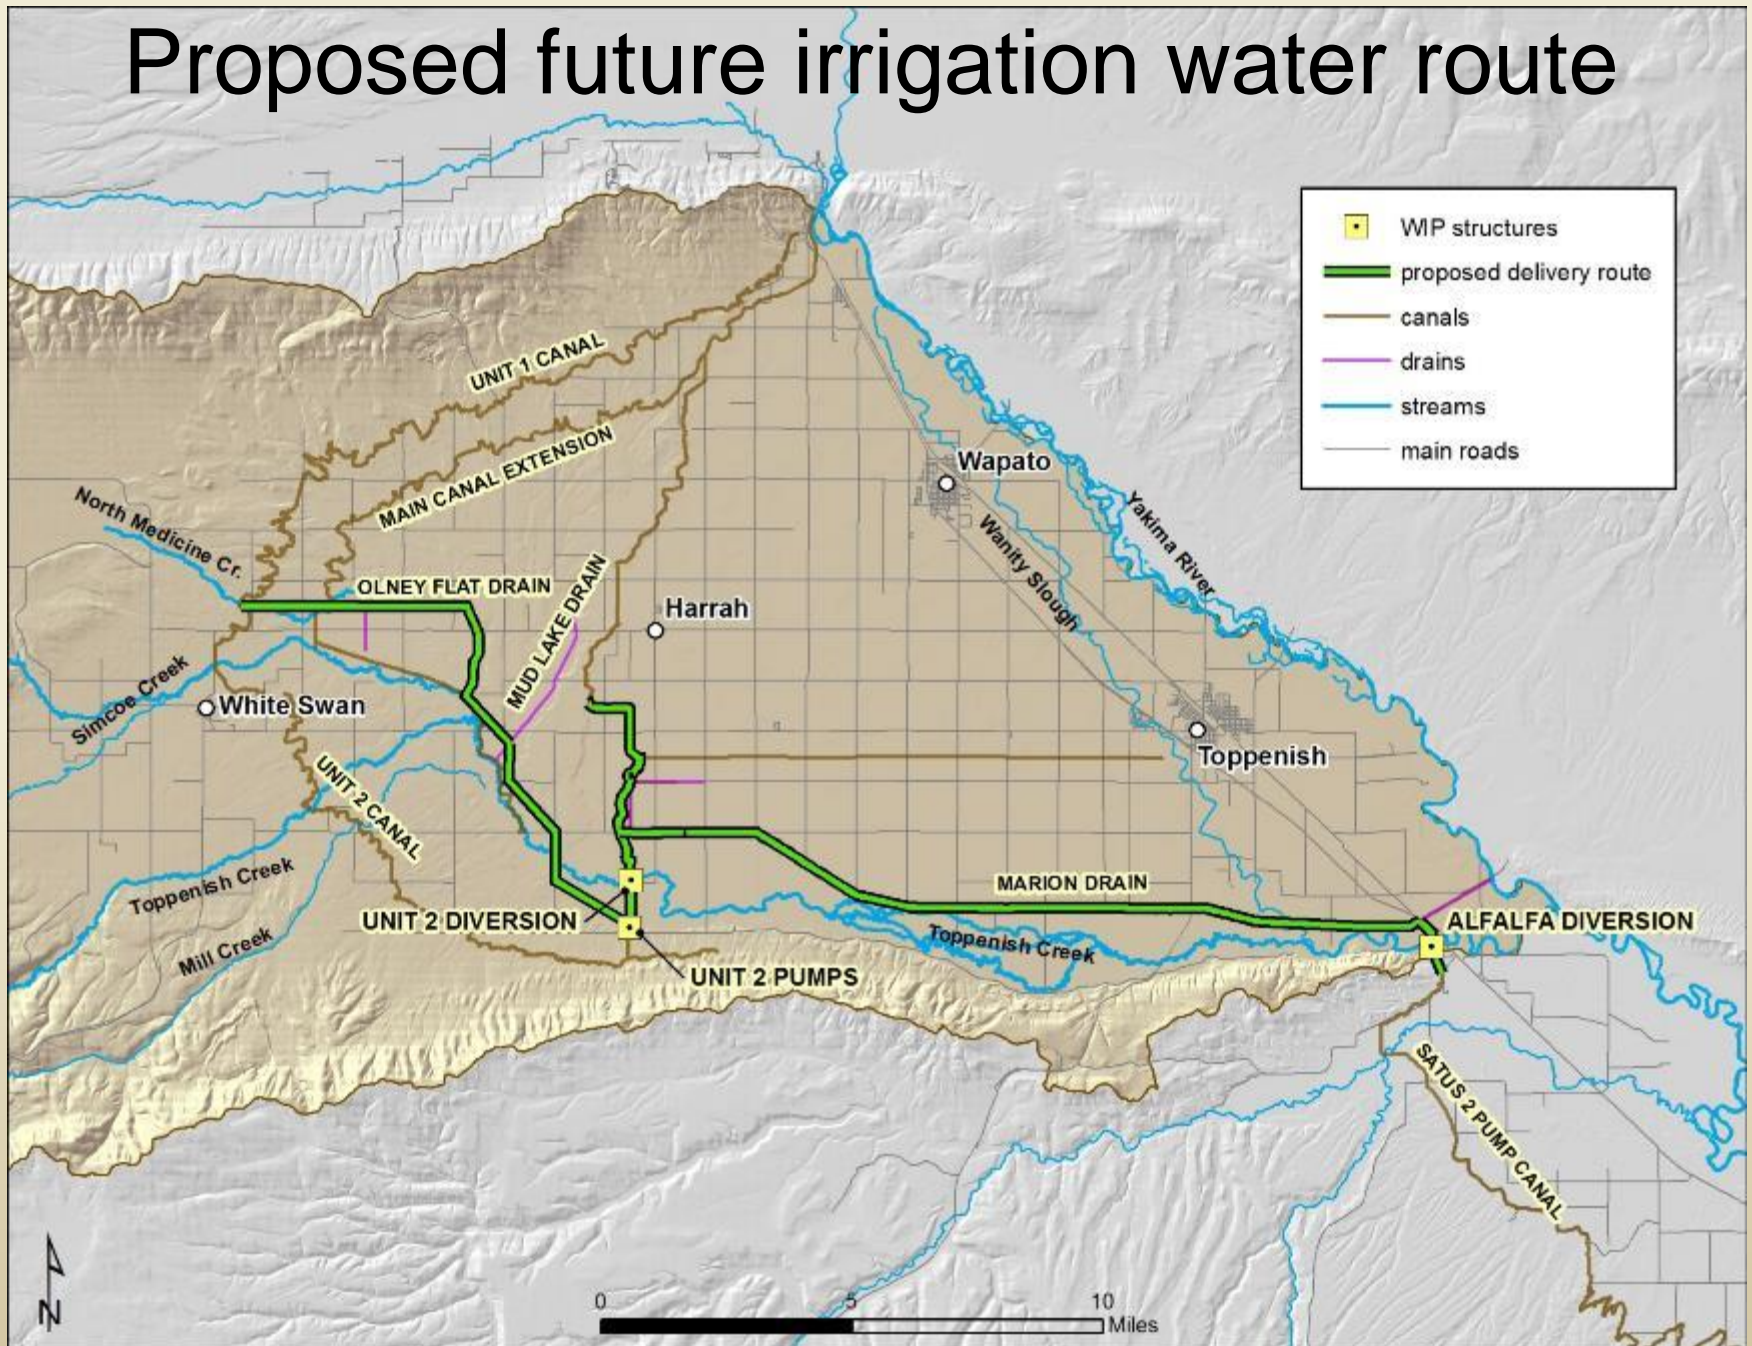 Proposed future irrigation water route
WIP structures
proposed delivery route
canals
drains
streams
main roads
UNIT 1 CANAL
MAIN CANAL EXTENSION
Wapato
North Medicine Cr.
Yakima River
Wanity Slough
OLNEY FLAT DRAIN
MUD LAKE DRAIN
Harrah
Simcoe Creek
White Swan
Toppenish
UNIT 2 CANAL
Toppenish Creek
MARION DRAIN
UNIT 2 DIVERSION
ALFALFA DIVERSION
Mill Creek
Toppenish Creek
UNIT 2 PUMPS
SATUS 2 PUMP CANAL
N
0 5 10
Miles